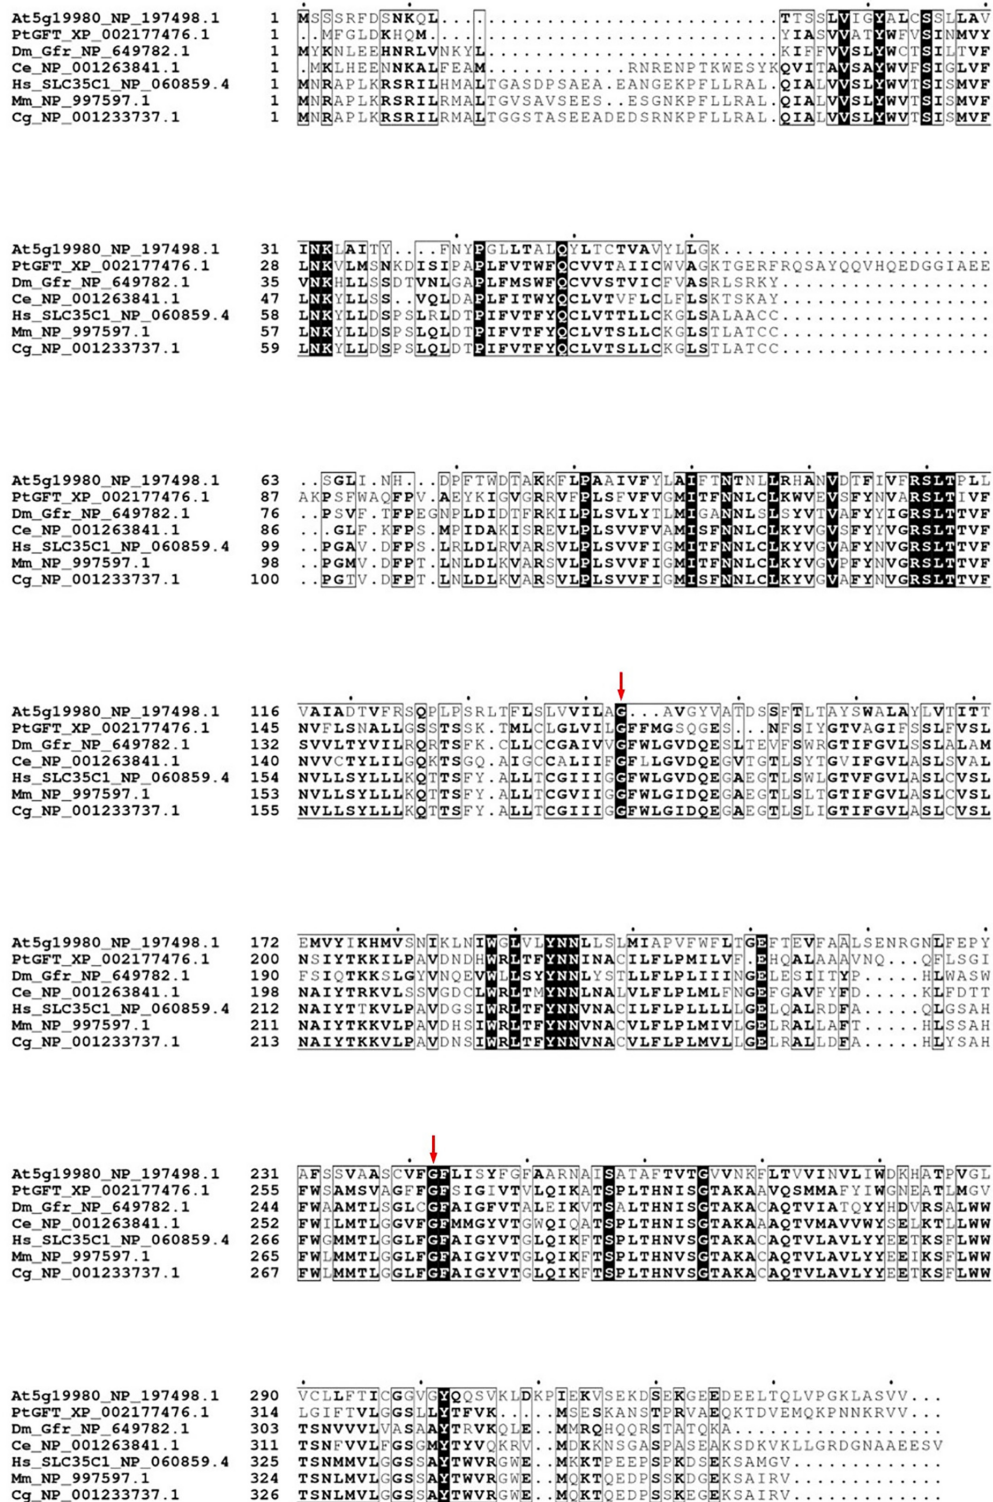 At5g19980_NP_197498.1 1 MSSSRFDSNKQL.............................TTSSLVIGYALCSSLLAV
PtGFT_XP_002177476.1 1 ..MFGLDKHQM..............................YIASVVATYWFVSINMVY
Dm_Gfr_NP_649782.1 1 MYKNLEEHNRLVNKYL.........................KIFFVVSLYWCTSILTVF
Ce_NP_001263841.1 1 .MKLHEENNKALFEAM............RNRENPTKWESYKQVITAVSAYWVFSIGLVF
Hs_SLC35C1_NP_060859.4 1 MNRAPLKRSRILHMALTGASDPSAEA.EANGEKPFLLRAL.QIALVVSLYWVTSISMVF
Mm_NP_997597.1 1 MNRAPLKRSRILRMALTGVSAVSEES...ESGNKPFLLRAL.QIALVVSLYWVTSISMVF
Cg_NP_001233737.1 1 MNRAPLKRSRILRMALTGGSTASEEADEDSRNKPFLLRAL.QIALVVSLYWVTSISMVF
At5g19980_NP_197498.1 31 INKLAITY...FNYPGLLTALQYLTCTVAVYLLGK.......................
PtGFT_XP_002177476.1 28 LNKVLMSNKDISIPAPLFVTWFQCVVTAIICWVAGKTGERFRQSAYQQVHQEDGGIAEE
Dm_Gfr_NP_649782.1 35 VNKHLLSSDTVNLGAPLFMSWFQCVVSTVICFVASRLSRKY..................
Ce_NP_001263841.1 47 LNKYLLSS..VQLDAPLFITWYQCLVTVFLCLFLSKTSKAY..................
Hs_SLC35C1_NP_060859.4 58 LNKYLLDSPSLRLDTPIFVTFYQCLVTTLLCKGLSALAACC..................
Mm_NP_997597.1 57 LNKYLLDSPSLQLDTPIFVTFYQCLVTSLLCKGLSTLATCC..................
Cg_NP_001233737.1 59 LNKYLLDSPSLQLDTPIFVTFYQCLVTSLLCKGLSTLATCC..................
At5g19980_NP_197498.1 63 ..SGLI.NH..DPFTWDTAKKFLPAAIVFYLAIFTNTNLLRHANVDTFIVFRSLTPLL
PtGFT_XP_002177476.1 87 AKPSFWAQFPV.AEYKIGVGRRVFPLSFVFVGMITFNNLCLKWVEVSFYNVARSLTIVF
Dm_Gfr_NP_649782.1 76 ..PSVF.TFPEGNPLDIDTFRKILPLSVLYTLMIGANNLSLSYVTVAFYYIGRSLTTVF
Ce_NP_001263841.1 86 ..GLF.KFPS.MPIDAKISREVLPLSVVFVAMISFNNLCLKYVGVSFYYVGRSLTTVF
Hs_SLC35C1_NP_060859.4 99 ..PGAV.DFPS.LRLDLRVARSVLPLSVVFIGMITFNNLCLKYVGVAFYNVGRSLTTVF
Mm_NP_997597.1 98 ..PGMV.DFPT.LNLDLKVARSVLPLSVVFIGMITFNNLCLKYVGVPFYNVGRSLTTVF
Cg_NP_001233737.1 100 ..PGTV.DFPT.LNLDLKVARSVLPLSVVFIGMISFNNLCLKYVGVAFYNVGRSLTTVF
At5g19980_NP_197498.1 116 VAIADTVFRSQPLPSRLTFLSLVVILAG...AVGYVATDSSFTLTAYSWALAYLVTITT
PtGFT_XP_002177476.1 145 NVFLSNALLGSSTSSK.TMLCLGLVILGFFMGSQGES..NFSIYGTVAGIFSSLFVSL
Dm_Gfr_NP_649782.1 132 SVVLTYVILRQRTSFK.CLLCCGAIVVGFWLGVDQESLTEVFSWRGTIFGVLSSLALAM
Ce_NP_001263841.1 140 NVVCTYLILGQKTSGQ.AIGCCALIIFGFLLGVDQEGVTGTLSYTGVIFGVLASLSVAL
Hs_SLC35C1_NP_060859.4 154 NVLLSYLLLKQTTSFY.ALLTCGIIIGGFWLGVDQEGAEGTLSWLGTVFGVLASLCVSL
Mm_NP_997597.1 153 NVLLSYLLLKQTTSFY.ALLTCGIIIGGFWLGIDQEGAEGTLSLTGTIFGVLASLCVSL
Cg_NP_001233737.1 155 NVLLSYLLLKQTTSFY.ALLTCGIIIGGFWLGIDQEGAEGTLSLIGTIFGVLASLCVSL
At5g19980_NP_197498.1 172 EMVYIKHMVSNIKLNIWGLVLYNNLLSLMIAPVFWFLTGEFTEVFAALSENRGNLFEPY
PtGFT_XP_002177476.1 200 NSIYTKKILPAVDNDHWRLTFYNNINACILFLPMILVF.EHQALAAAVNQ...QFLSGI
Dm_Gfr_NP_649782.1 190 FSIQTKKSLGYVNQEVWLLSYYNNLYSTLLFLPLIIINGELESIITYP.....HLWASW
Ce_NP_001263841.1 198 NAIYTRKVLSSVGDCLWRLTMYNNLNALVLFLPLMLFNGEFGAVFYFD.....KLFDTT
Hs_SLC35C1_NP_060859.4 212 NAIYTTKVLPAVDGSIWRLTFYNNVNACILFLPLLLLLGELQALRDFA.....QLGSAH
Mm_NP_997597.1 211 NAIYTKKVLPAVDHSIWRLTFYNNVNACVLFLPLMIVLGELRALLAFT.....HLSSAH
Cg_NP_001233737.1 213 NAIYTKKVLPAVDNSIWRLTFYNNVNACVLFLPLMVLLGELRALLDFA.....HLYSAH
At5g19980_NP_197498.1 231 AFSSVAASCVFGFLISYFGFAARNAISATAFTVTGVVNKFLTVVINVLIWDKHATPVGL
PtGFT_XP_002177476.1 255 FWSAMSVAGFFGFSIGIVTVLQIKATSPLTHNISGTAKAAVQSMMAFYIWGNEATLMGV
Dm_Gfr_NP_649782.1 244 FWAAMTLSGLCGFAIGFVTALEIKVTSALTHNISGTAKACAQTVIATQYYHDVRSALWW
Ce_NP_001263841.1 252 FWILMTLGGVFGFMMGYVTGWQIQATSPLTHNISGTAKAAAQTVMAVVWYSELKTLLWW
Hs_SLC35C1_NP_060859.4 266 FWGMMTLGGLFGFAIGYVTGLQIKFTSPLTHNVSGTAKACAQTVLAVLYYEETKSFLWW
Mm_NP_997597.1 265 FWLMMTLGGLFGFAIGYVTGLQIKFTSPLTHNVSGTAKACAQTVLAVLYYEEIKSFLWW
Cg_NP_001233737.1 267 FWLMMTLGGLFGFAIGYVTGLQIKFTSPLTHNVSGTAKACAQTVLAVLYYEETKSFLWW
At5g19980_NP_197498.1 290 VCLLFTICGGVGYQQSVKLDKPIEKVSEKDSEKGEEDEELTQLVPGKLASVV...
PtGFT_XP_002177476.1 314 LGIFTVLGGSLLYTFVK....MSESKANSTPRVAEQKTDVEMQKPNNKRVV...
Dm_Gfr_NP_649782.1 303 TSNVVVLVASAAYTRVKQLE..MMRQHQQRSTATQKA.................
Ce_NP_001263841.1 311 TSNFVVLFGSGMYTYVQKRV..MDKKNSGASPASEAKSDKVKLLGRDGNAAEESV
Hs_SLC35C1_NP_060859.4 325 TSNMMVLGGSSAYTWVRGWE..MKKTPEEPSPKDSEKSAMGV.............
Mm_NP_997597.1 324 TSNLMVLGGSSAYTWVRGWE..MQKTQEDPSSKDGEKSAIRV.............
Cg_NP_001233737.1 326 TSNLMVLGGSSAYTWVRGWE..MQKTQEDPSSKEGEKSAIRV.............